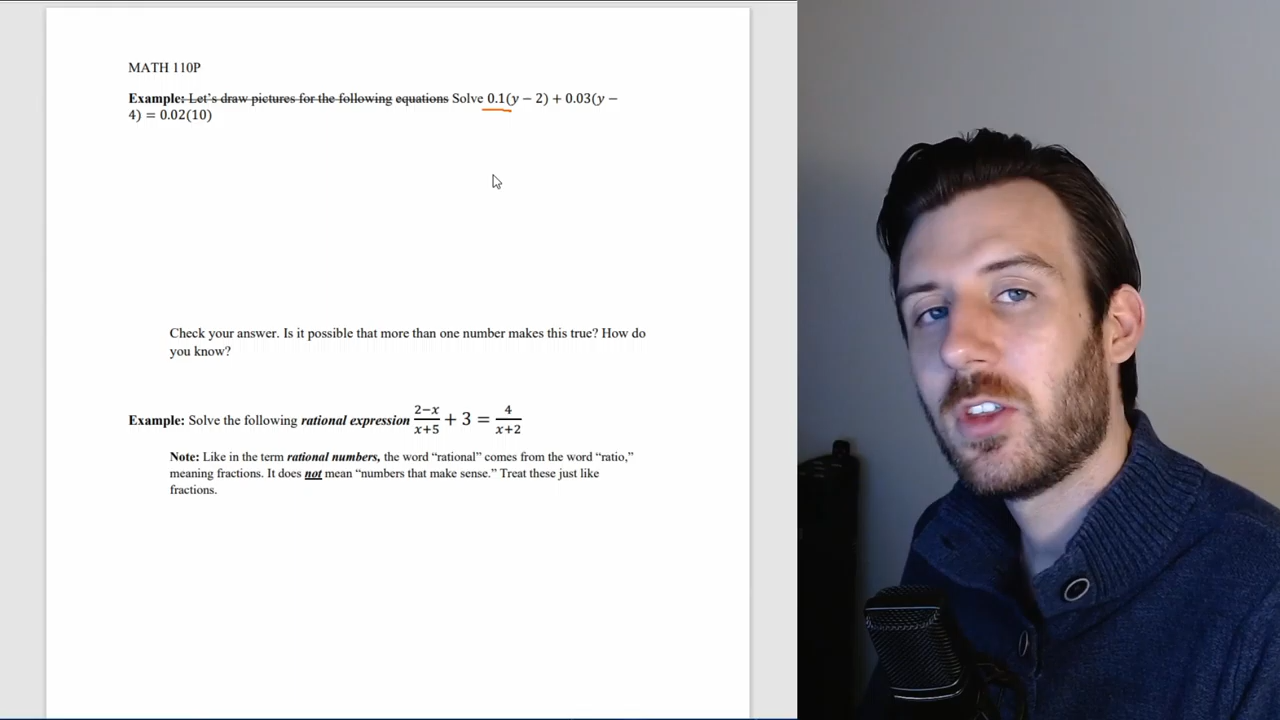 MATH 110P
Example: Let's draw pictures for the following equations Solve 0.1(y − 2) + 0.03(y −
4) = 0.02(10)
Check your answer. Is it possible that more than one number makes this true? How do
you know?
Example: Solve the following rational expression (2−x)/(x+5) + 3 = 4/(x+2)
Note: Like in the term rational numbers, the word “rational” comes from the word “ratio,”
meaning fractions. It does not mean “numbers that make sense.” Treat these just like
fractions.